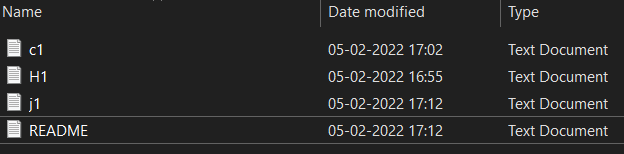 Name Date modified Type
c1 05-02-2022 17:02 Text Document
H1 05-02-2022 16:55 Text Document
j1 05-02-2022 17:12 Text Document
README 05-02-2022 17:12 Text Document